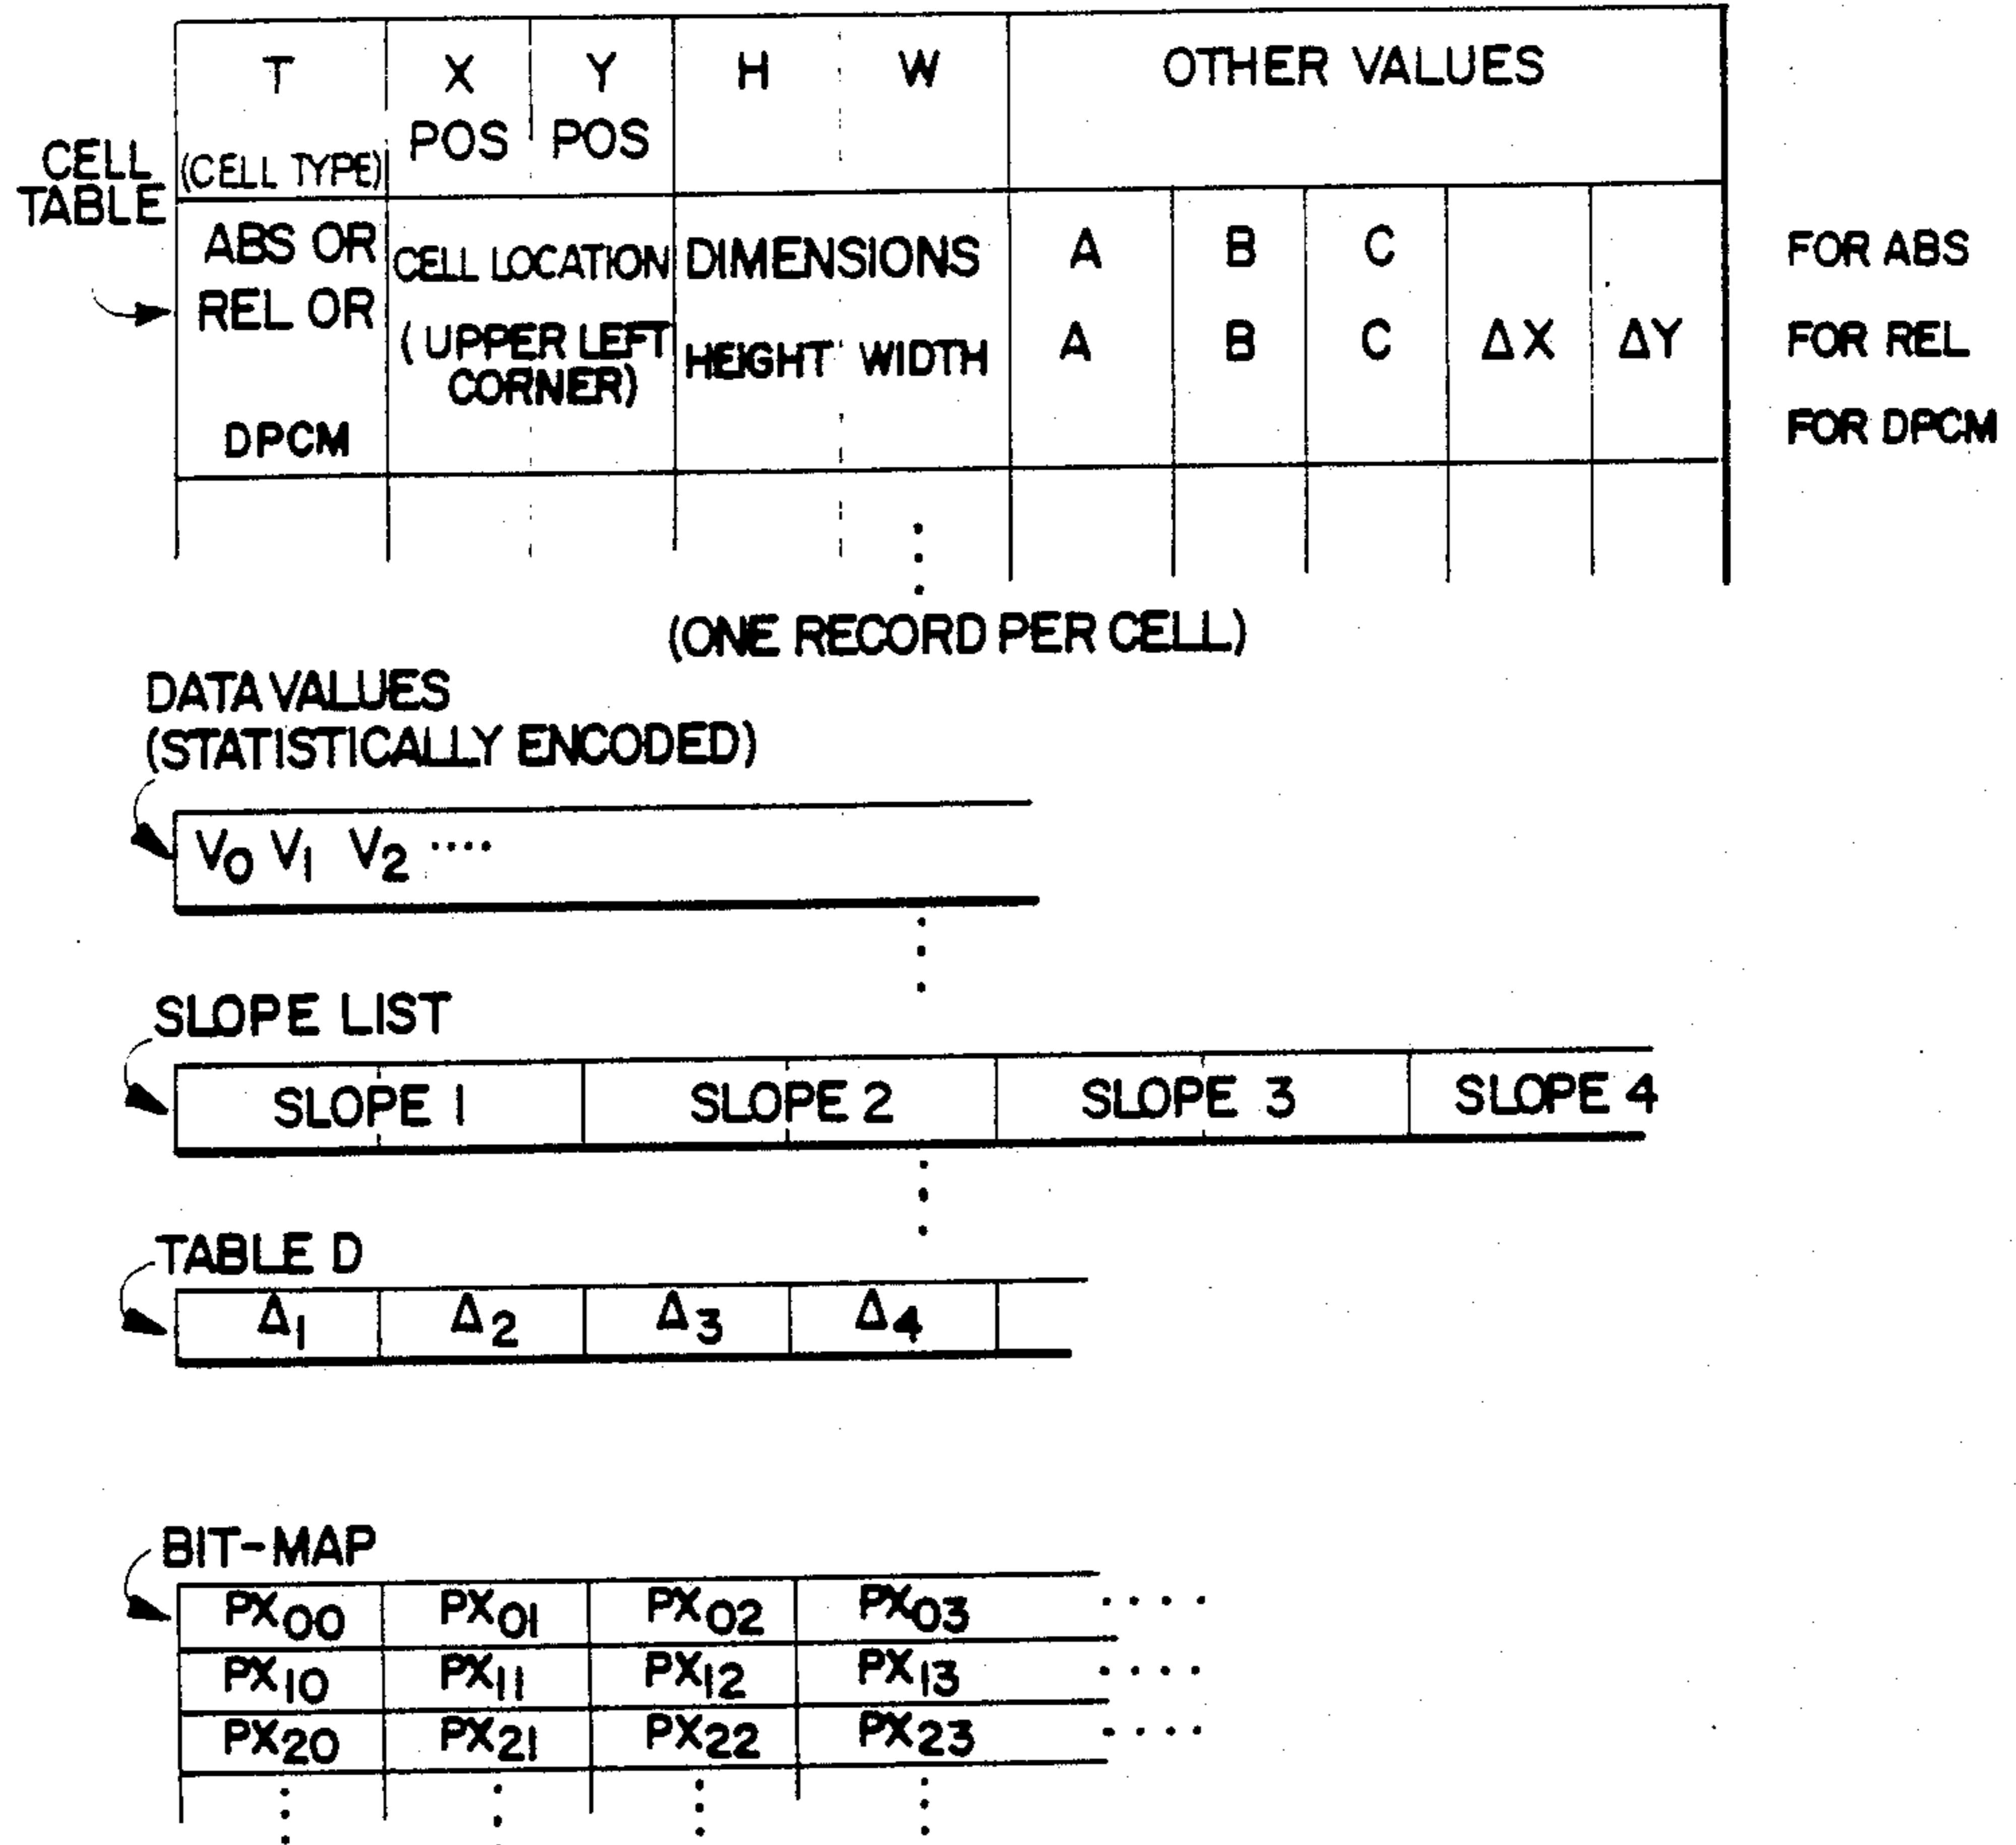 T X Y H W OTHER VALUES
(CELL TYPE) POS POS
CELL
TABLE
ABS OR CELL LOCATION DIMENSIONS A B C FOR ABS
REL OR (UPPER LEFT HEIGHT WIDTH A B C ΔX ΔY FOR REL
CORNER)
DPCM FOR DPCM
(ONE RECORD PER CELL)
DATA VALUES
(STATISTICALLY ENCODED)
V0 V1 V2 ....
SLOPE LIST
SLOPE 1 SLOPE 2 SLOPE 3 SLOPE 4
TABLE D
Δ1 Δ2 Δ3 Δ4
BIT-MAP
PX00 PX01 PX02 PX03 ....
PX10 PX11 PX12 PX13 ....
PX20 PX21 PX22 PX23 ....